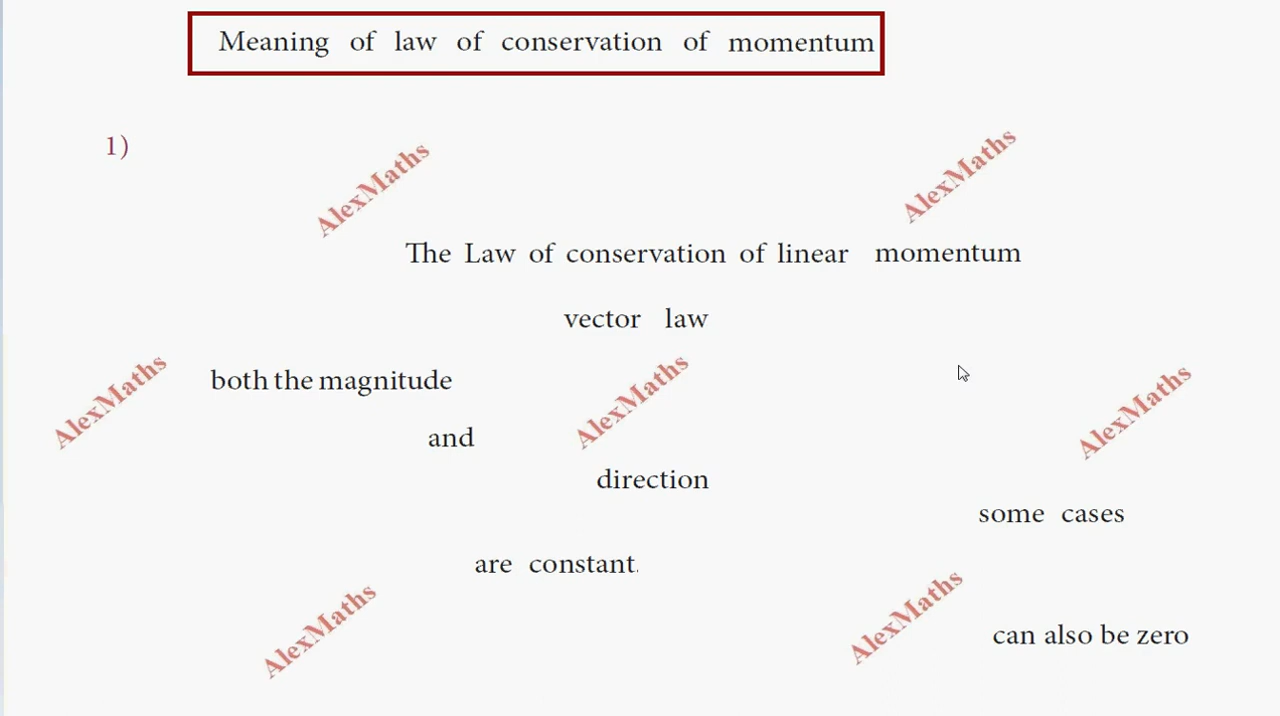 Meaning of law of conservation of momentum
1)
AlexMaths
AlexMaths
The Law of conservation of linear momentum
vector law
both the magnitude
AlexMaths
AlexMaths
AlexMaths
and
direction
some cases
are constant.
AlexMaths
AlexMaths
can also be zero